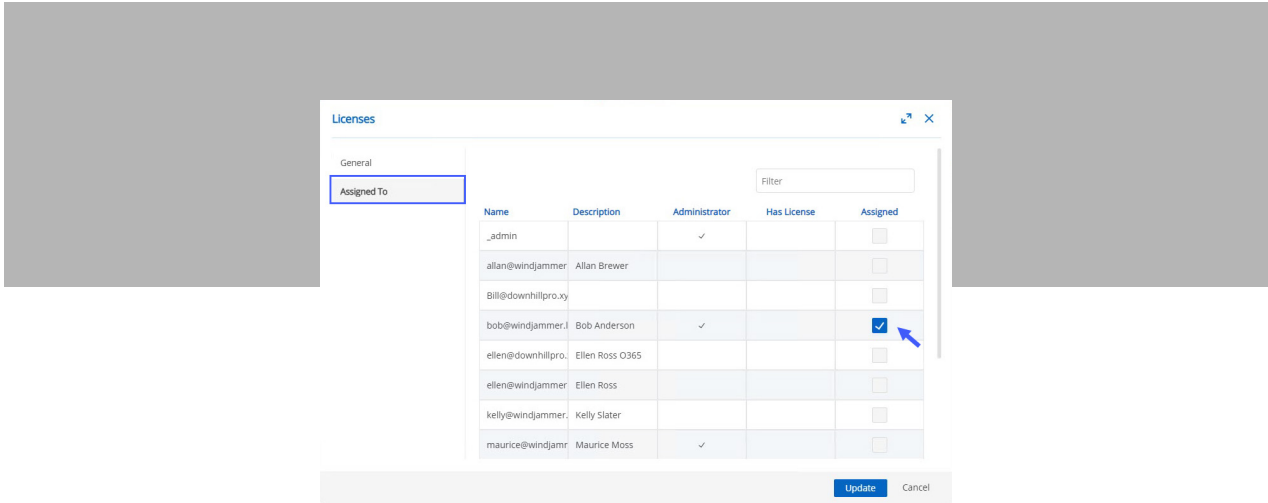 Licenses
General
Assigned To
Filter
Name Description Administrator Has License Assigned
_admin
allan@windjammer Allan Brewer
Bill@downhillpro.xy
bob@windjammer.l Bob Anderson
ellen@downhillpro. Ellen Ross O365
ellen@windjammer Ellen Ross
kelly@windjammer. Kelly Slater
maurice@windjamr Maurice Moss
Update Cancel